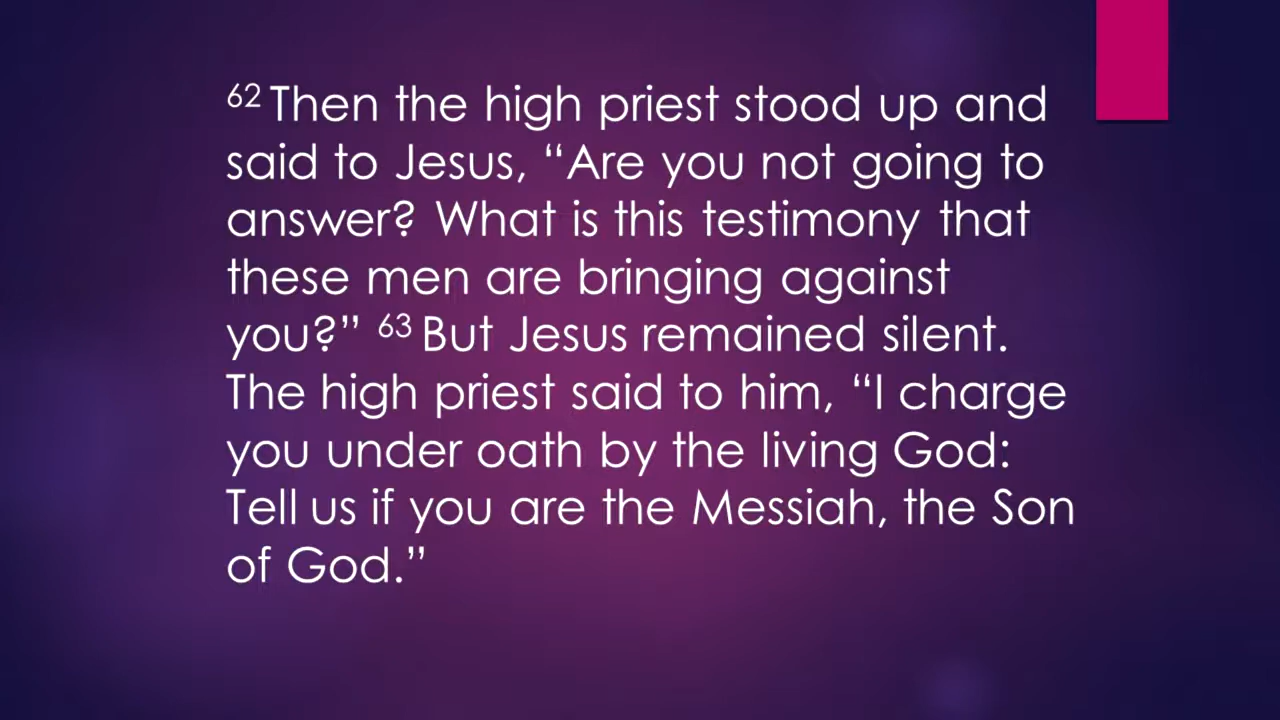 62 Then the high priest stood up and
said to Jesus, “Are you not going to
answer? What is this testimony that
these men are bringing against
you?” 63 But Jesus remained silent.
The high priest said to him, “I charge
you under oath by the living God:
Tell us if you are the Messiah, the Son
of God.”